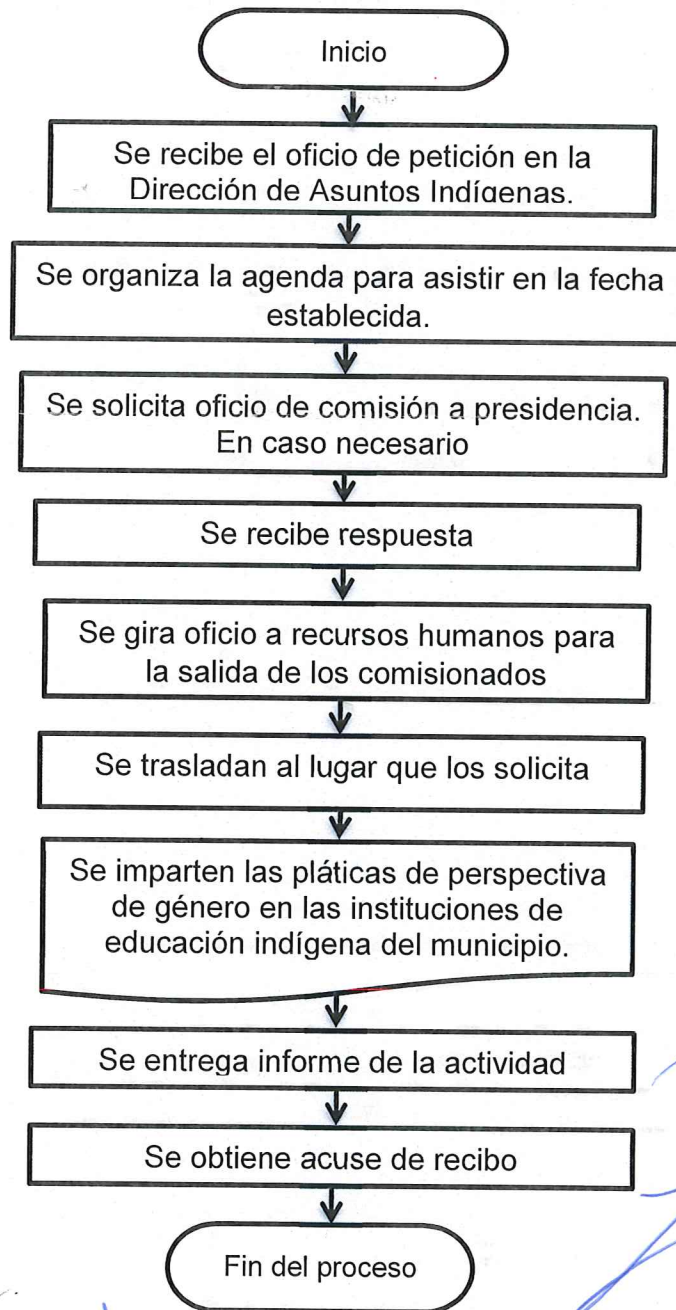 Inicio
Se recibe el oficio de petición en la
Dirección de Asuntos Indígenas.
Se organiza la agenda para asistir en la fecha
establecida.
Se solicita oficio de comisión a presidencia.
En caso necesario
Se recibe respuesta
Se gira oficio a recursos humanos para
la salida de los comisionados
Se trasladan al lugar que los solicita
Se imparten las pláticas de perspectiva
de género en las instituciones de
educación indígena del municipio.
Se entrega informe de la actividad
Se obtiene acuse de recibo
Fin del proceso